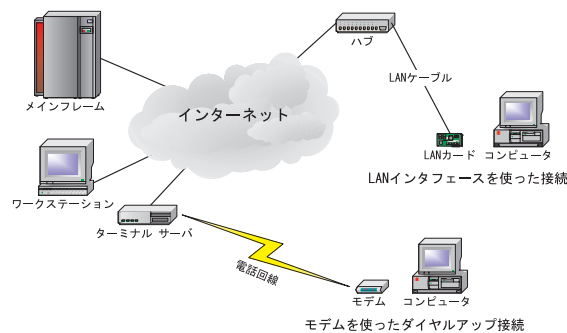 ハブ
メインフレーム
LANケーブル
インターネット
LANカード
コンピュータ
LANインタフェースを使った接続
ワークステーション
ターミナル サーバ
電話回線
モデム
コンピュータ
モデムを使ったダイヤルアップ接続